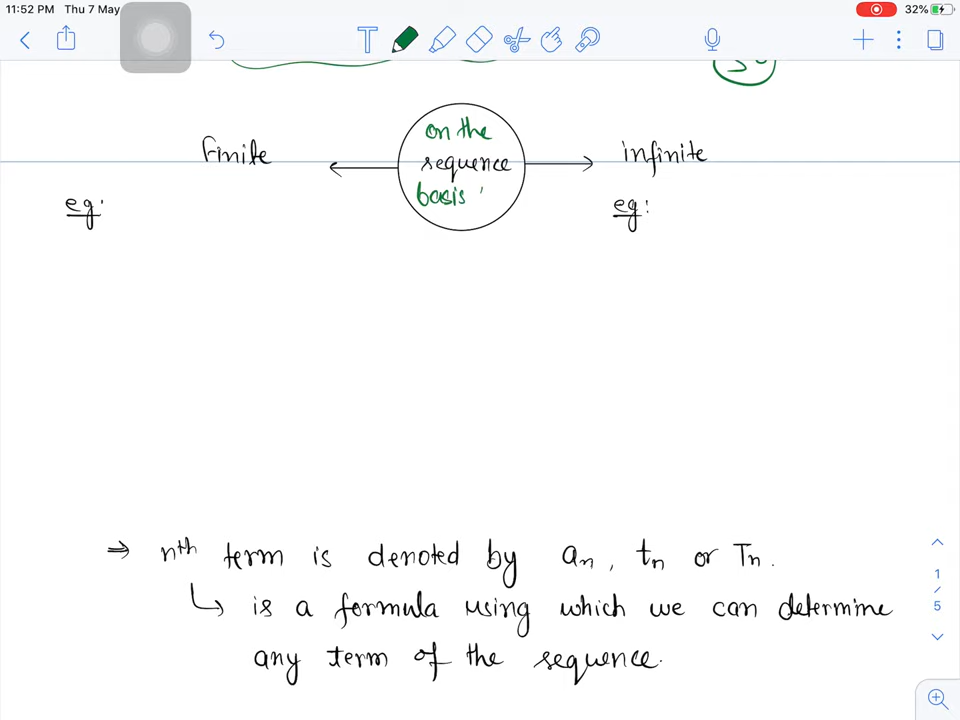 11:52 PM Thu 7 May 32%
on the
Finite sequence infinite
basis
eg: eg:
⇒ nth term is denoted by an, tn or Tn.
1
/
5
↳ is a formula using which we can determine
any term of the sequence.